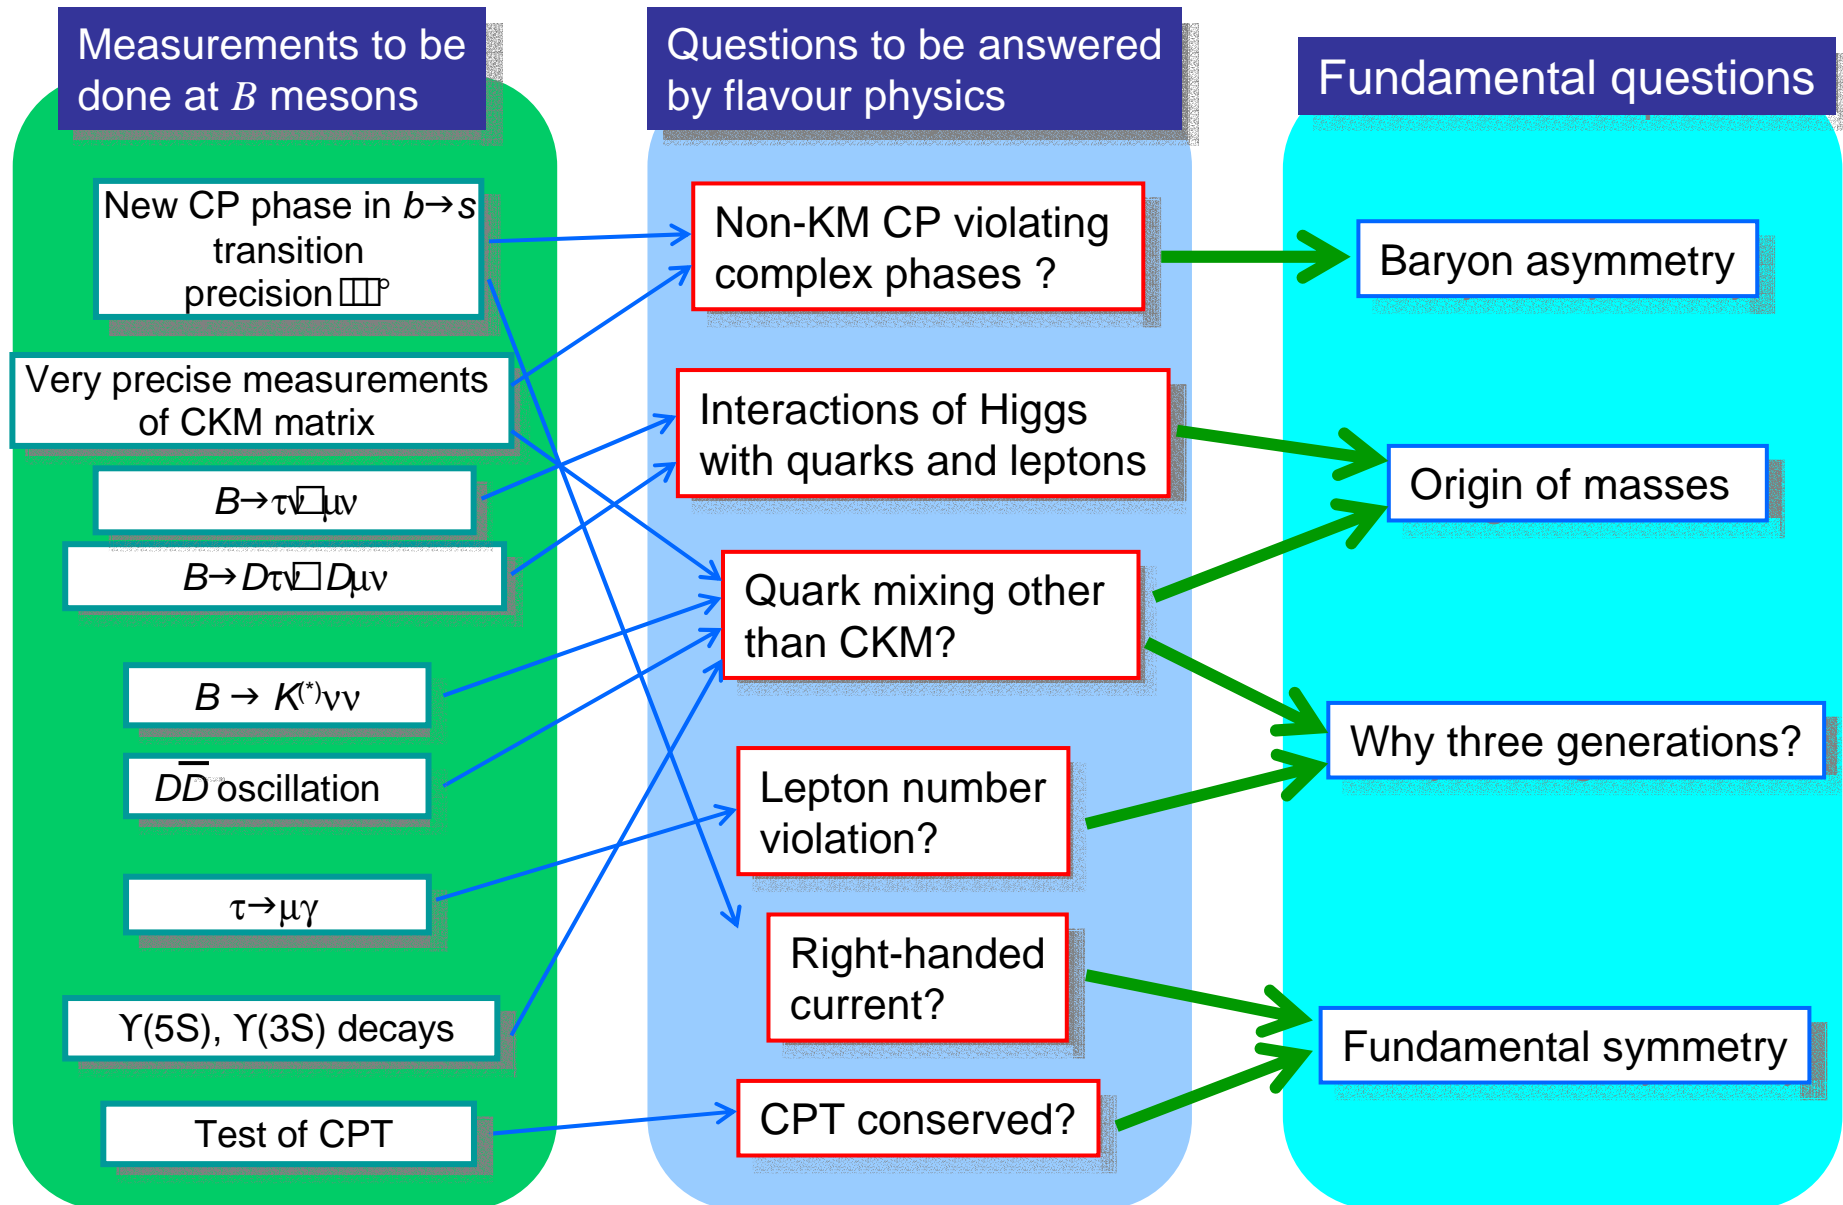 Measurements to be
done at B mesons
New CP phase in b→s
transition
precision °
Very precise measurements
of CKM matrix
B→τν□μν
B→Dτν□ Dμν
B → K(*)νν
DD̅ oscillation
τ→μγ
ϒ(5S), ϒ(3S) decays
Test of CPT
Questions to be answered
by flavour physics
Non-KM CP violating
complex phases ?
Interactions of Higgs
with quarks and leptons
Quark mixing other
than CKM?
Lepton number
violation?
Right-handed
current?
CPT conserved?
Fundamental questions
Baryon asymmetry
Origin of masses
Why three generations?
Fundamental symmetry